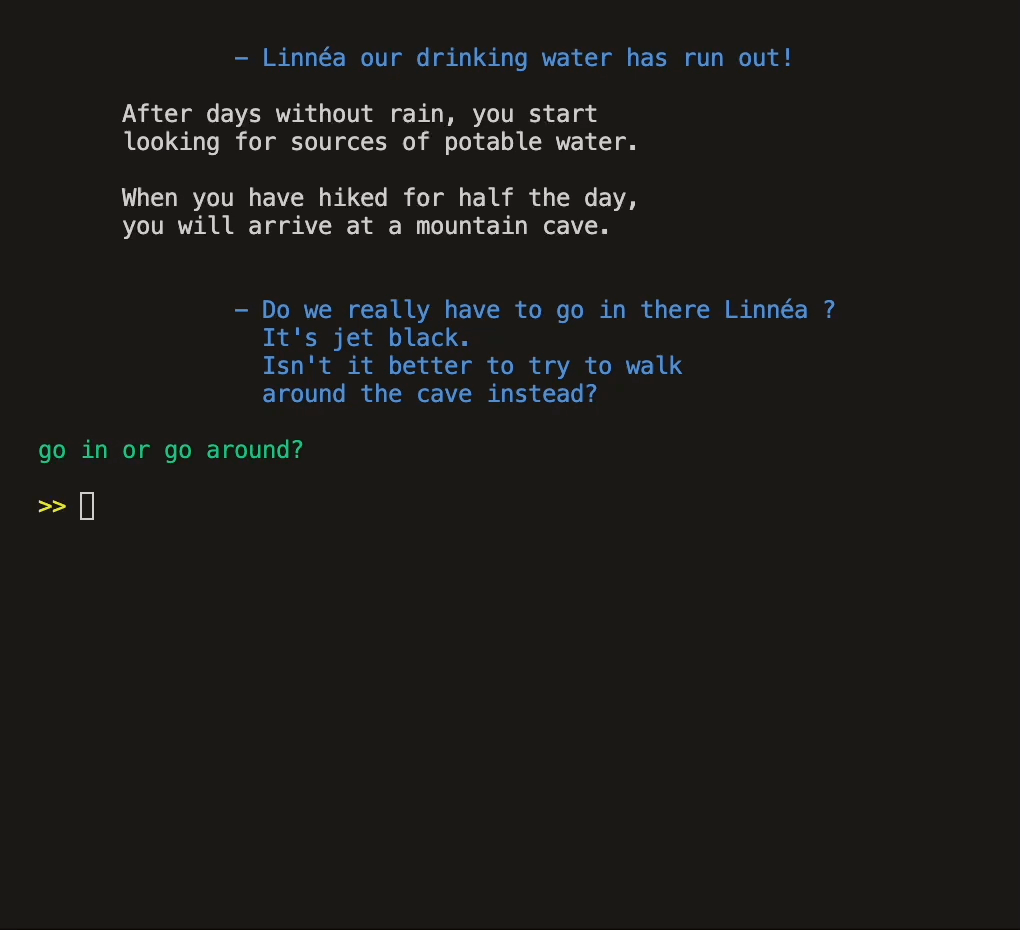 – Linnéa our drinking water has run out!
After days without rain, you start
looking for sources of potable water.
When you have hiked for half the day,
you will arrive at a mountain cave.
– Do we really have to go in there Linnéa ?
It's jet black.
Isn't it better to try to walk
around the cave instead?
go in or go around?
>>